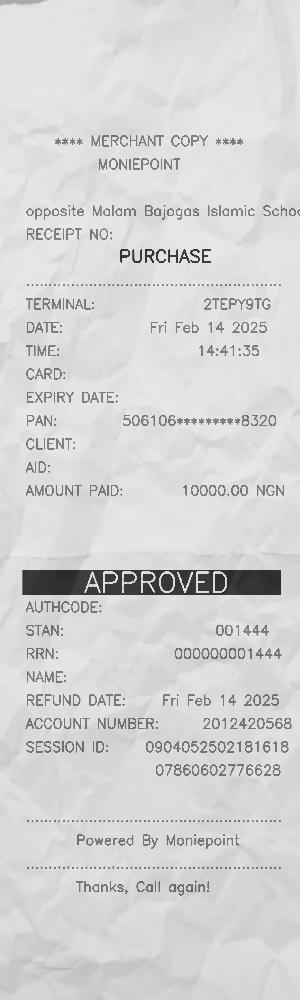 **** MERCHANT COPY ****
MONIEPOINT
opposite Malam Bajogas Islamic Schoo
RECEIPT NO:
PURCHASE
TERMINAL: 2TEPY9TG
DATE: Fri Feb 14 2025
TIME: 14:41:35
CARD:
EXPIRY DATE:
PAN: 506106*********8320
CLIENT:
AID:
AMOUNT PAID: 10000.00 NGN
APPROVED
AUTHCODE:
STAN: 001444
RRN: 000000001444
NAME:
REFUND DATE: Fri Feb 14 2025
ACCOUNT NUMBER: 2012420568
SESSION ID: 0904052502181618
07860602776628
Powered By Moniepoint
Thanks, Call again!